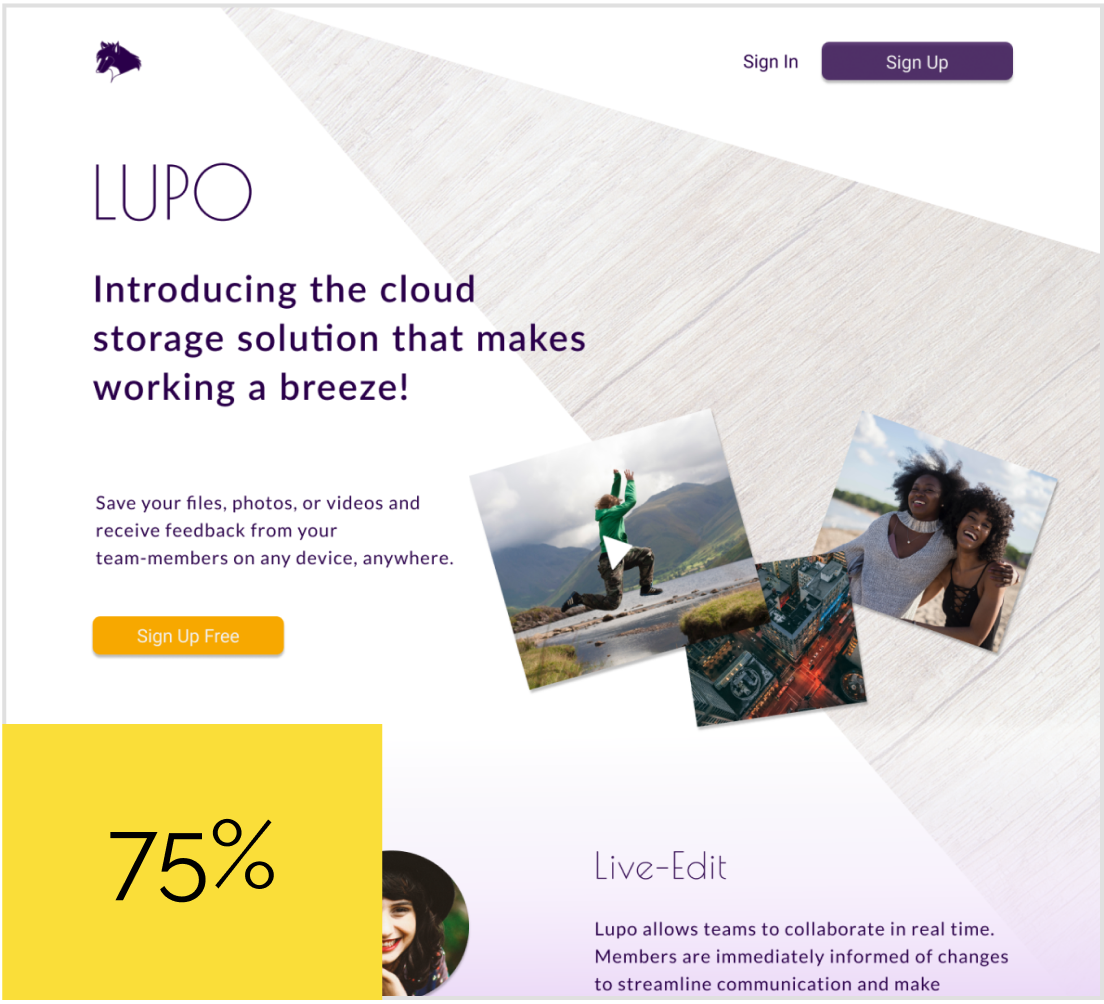 Sign In
Sign Up
LUPO
Introducing the cloud
storage solution that makes
working a breeze!
Save your files, photos, or videos and
receive feedback from your
team-members on any device, anywhere.
Sign Up Free
75%
Live-Edit
Lupo allows teams to collaborate in real time.
Members are immediately informed of changes
to streamline communication and make